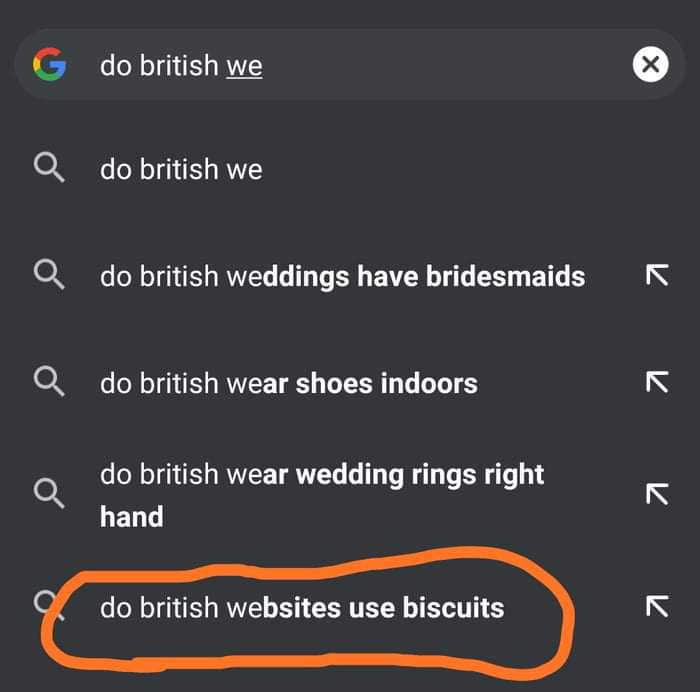 do british we
do british we
do british weddings have bridesmaids
do british wear shoes indoors
do british wear wedding rings right
hand
do british websites use biscuits